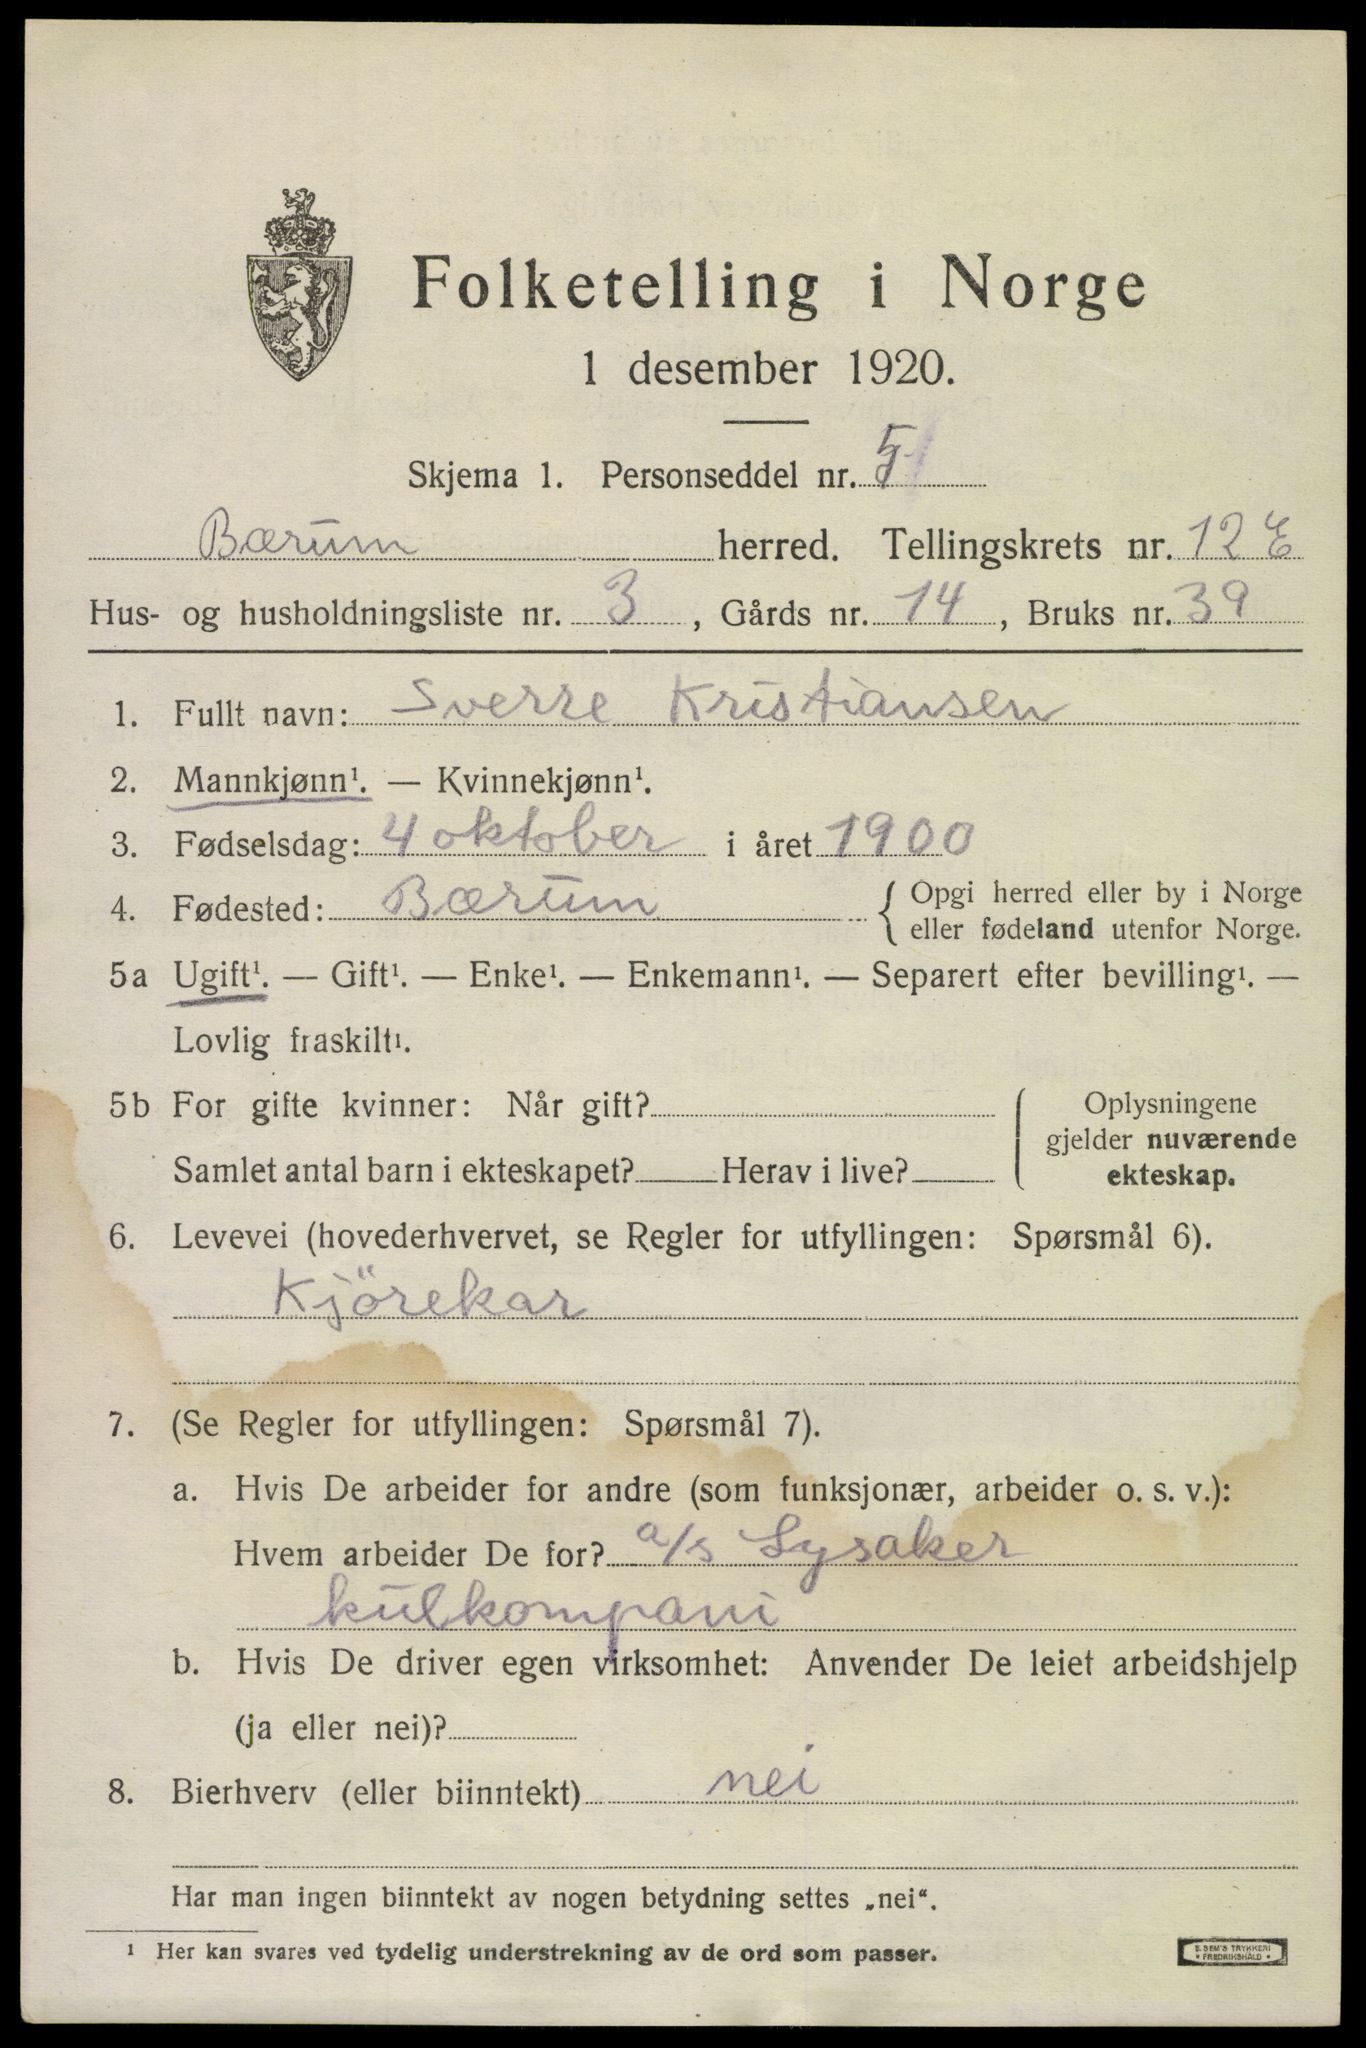 Folketelling i Norge
1 desember 1920.
Skjema 1. Personseddel nr. 5
Bærum herred. Tellingskrets nr. 12 E
Hus- og husholdningsliste nr. 3, Gårds nr. 14, Bruks nr. 39
1. Fullt navn: Sverre Kristiansen
2. Mannkjønn¹. — Kvinnekjønn¹.
3. Fødselsdag: 4 oktober i året 1900
4. Fødested: Bærum { Opgi herred eller by i Norge
eller fødeland utenfor Norge.
5a Ugift¹. — Gift¹. — Enke¹. — Enkemann¹. — Separert efter bevilling¹. —
Lovlig fraskilt¹.
5b For gifte kvinner: Når gift?
Samlet antal barn i ekteskapet? Herav i live?
{ Oplysningene
gjelder nuværende
ekteskap.
6. Levevei (hovederhvervet, se Regler for utfyllingen: Spørsmål 6).
Kjörekar
7. (Se Regler for utfyllingen: Spørsmål 7).
a. Hvis De arbeider for andre (som funksjonær, arbeider o. s. v.):
Hvem arbeider De for? a/s Lysaker
kulkompani
b. Hvis De driver egen virksomhet: Anvender De leiet arbeidshjelp
(ja eller nei)?
8. Bierhverv (eller biinntekt) nei
Har man ingen biinntekt av nogen betydning settes „nei“.
¹ Her kan svares ved tydelig understrekning av de ord som passer.
E. SEM'S TRYKKERI
• FREDRIKSHALD •